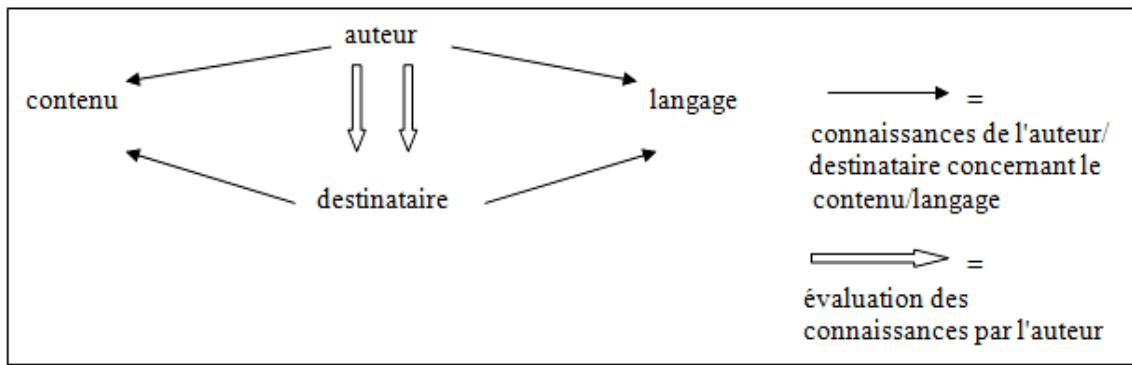 auteur
contenu
langage
destinataire
=
connaissances de l'auteur/
destinataire concernant le
contenu/langage
=
évaluation des
connaissances par l'auteur